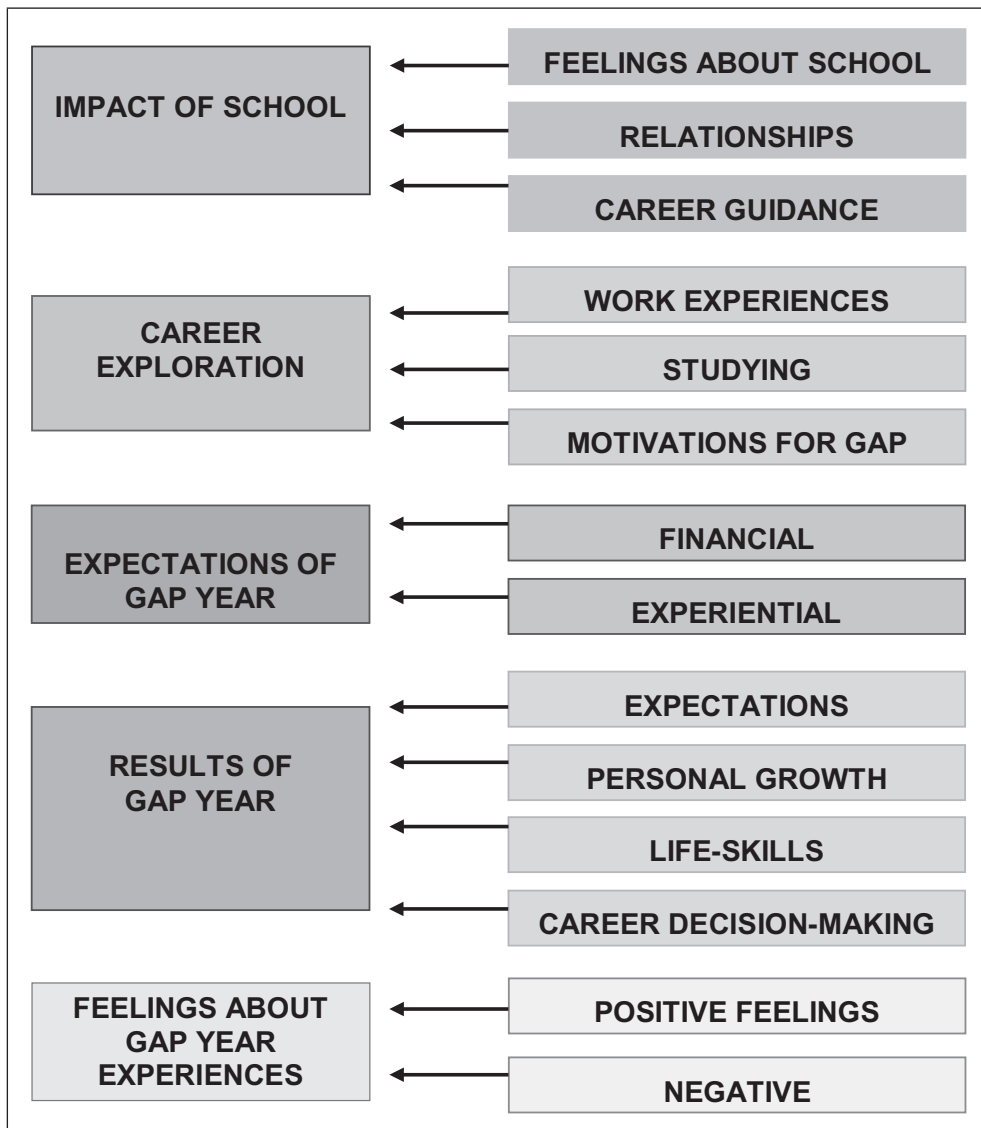 IMPACT OF SCHOOL
FEELINGS ABOUT SCHOOL
RELATIONSHIPS
CAREER GUIDANCE
CAREER
EXPLORATION
WORK EXPERIENCES
STUDYING
MOTIVATIONS FOR GAP
EXPECTATIONS OF
GAP YEAR
FINANCIAL
EXPERIENTIAL
RESULTS OF
GAP YEAR
EXPECTATIONS
PERSONAL GROWTH
LIFE-SKILLS
CAREER DECISION-MAKING
FEELINGS ABOUT
GAP YEAR
EXPERIENCES
POSITIVE FEELINGS
NEGATIVE